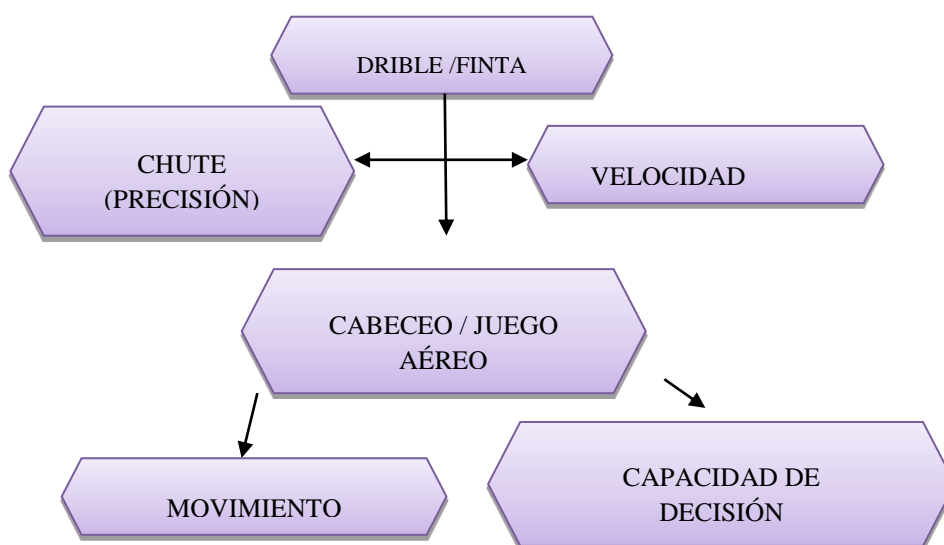 DRIBLE /FINTA
CHUTE
(PRECISIÓN)
VELOCIDAD
CABECEO / JUEGO
AÉREO
MOVIMIENTO
CAPACIDAD DE
DECISIÓN